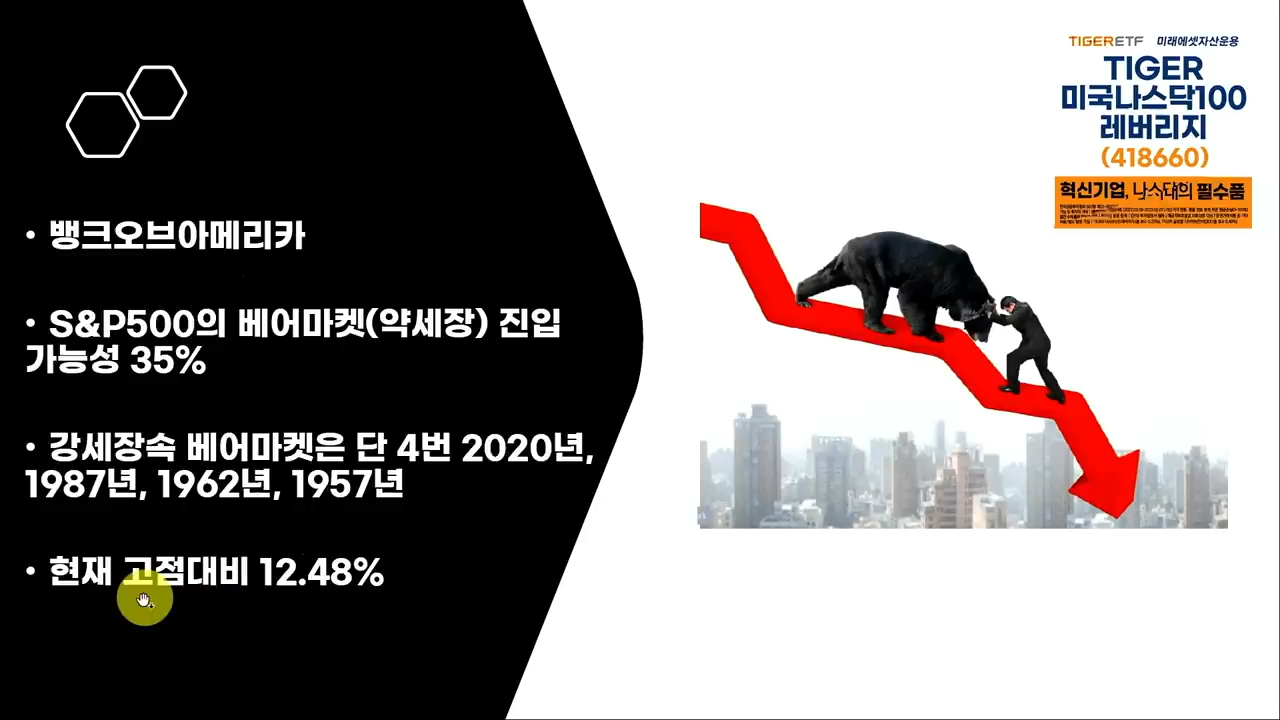 • 뱅크오브아메리카
• S&P500의 베어마켓(약세장) 진입
가능성 35%
• 강세장속 베어마켓은 단 4번 2020년,
1987년, 1962년, 1957년
• 현재 고점대비 12.48%
TIGERETF 미래에셋자산운용
TIGER
미국나스닥100
레버리지
(418660)
혁신기업, 나스대의 필수품